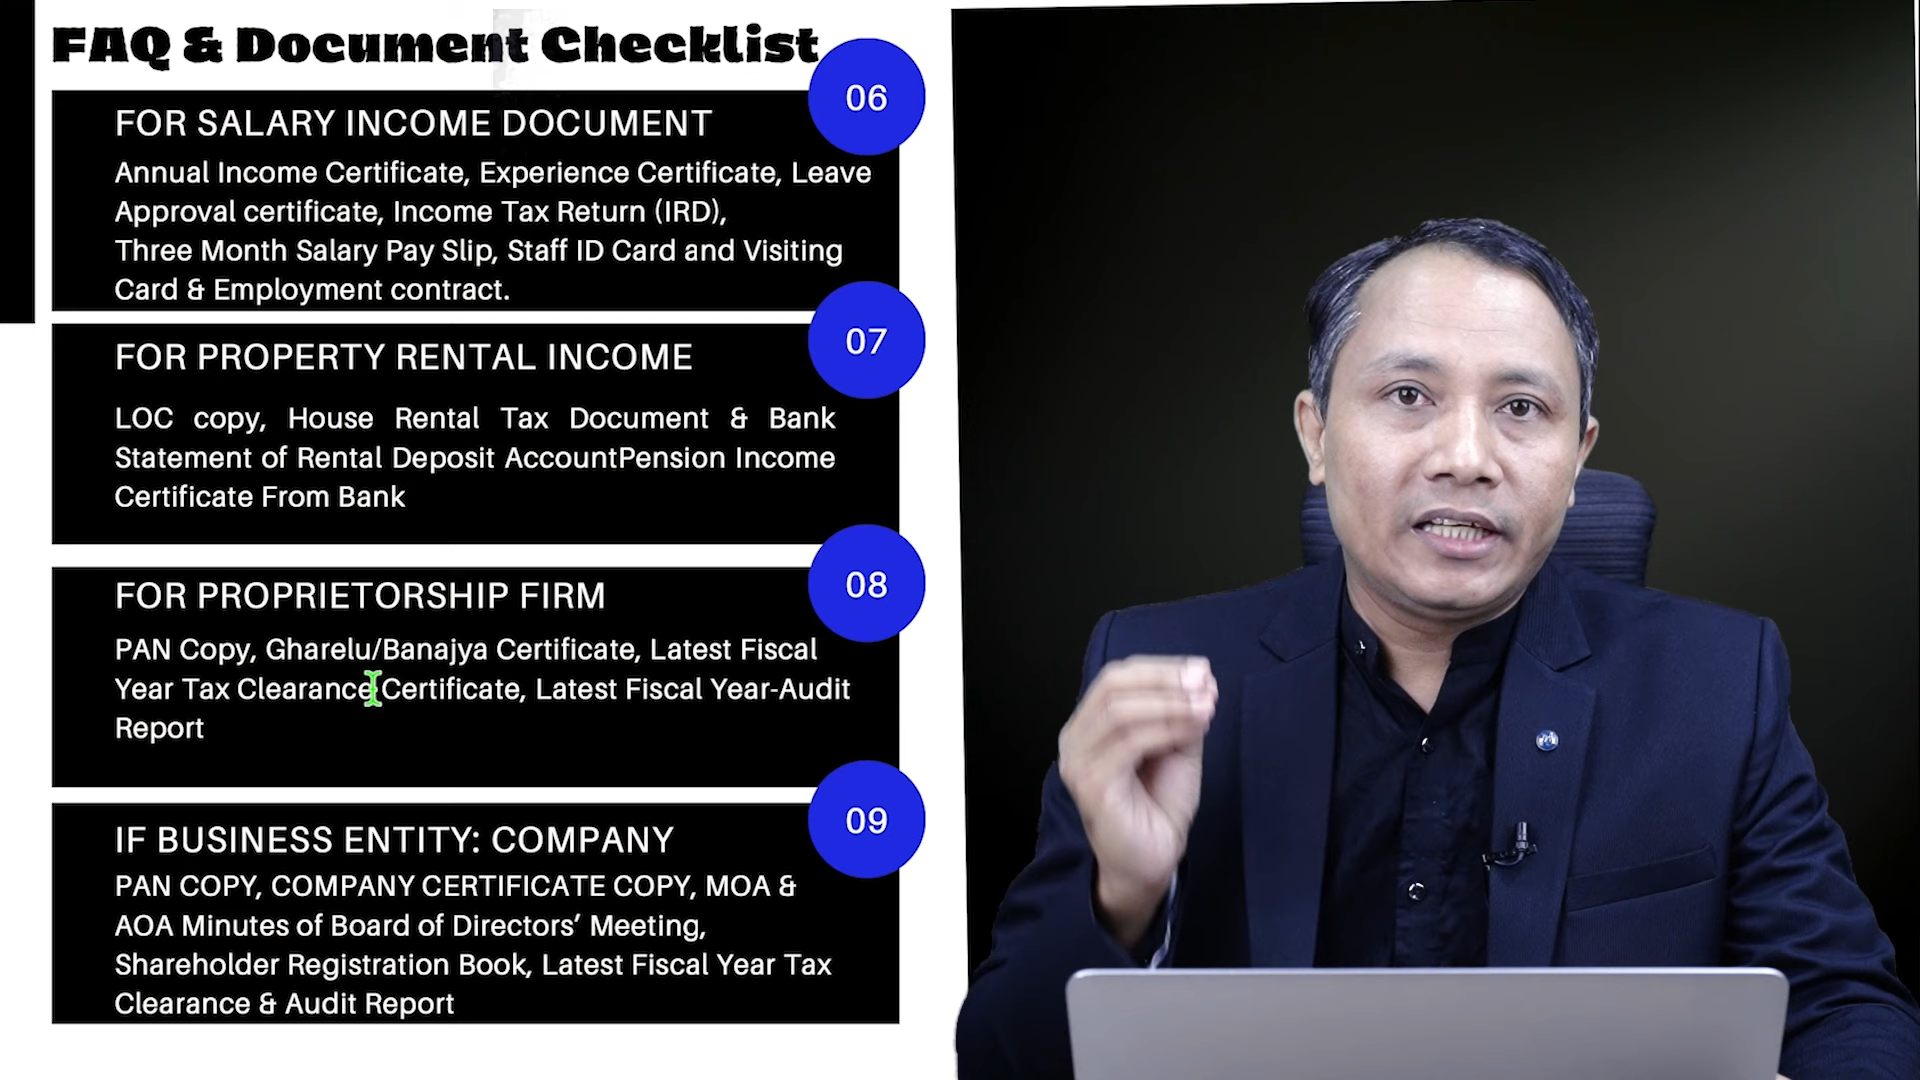 FAQ & Document Checklist
06
FOR SALARY INCOME DOCUMENT
Annual Income Certificate, Experience Certificate, Leave
Approval certificate, Income Tax Return (IRD),
Three Month Salary Pay Slip, Staff ID Card and Visiting
Card & Employment contract.
07
FOR PROPERTY RENTAL INCOME
LOC copy, House Rental Tax Document & Bank
Statement of Rental Deposit AccountPension Income
Certificate From Bank
08
FOR PROPRIETORSHIP FIRM
PAN Copy, Gharelu/Banajya Certificate, Latest Fiscal
Year Tax Clearance Certificate, Latest Fiscal Year-Audit
Report
09
IF BUSINESS ENTITY: COMPANY
PAN COPY, COMPANY CERTIFICATE COPY, MOA &
AOA Minutes of Board of Directors’ Meeting,
Shareholder Registration Book, Latest Fiscal Year Tax
Clearance & Audit Report